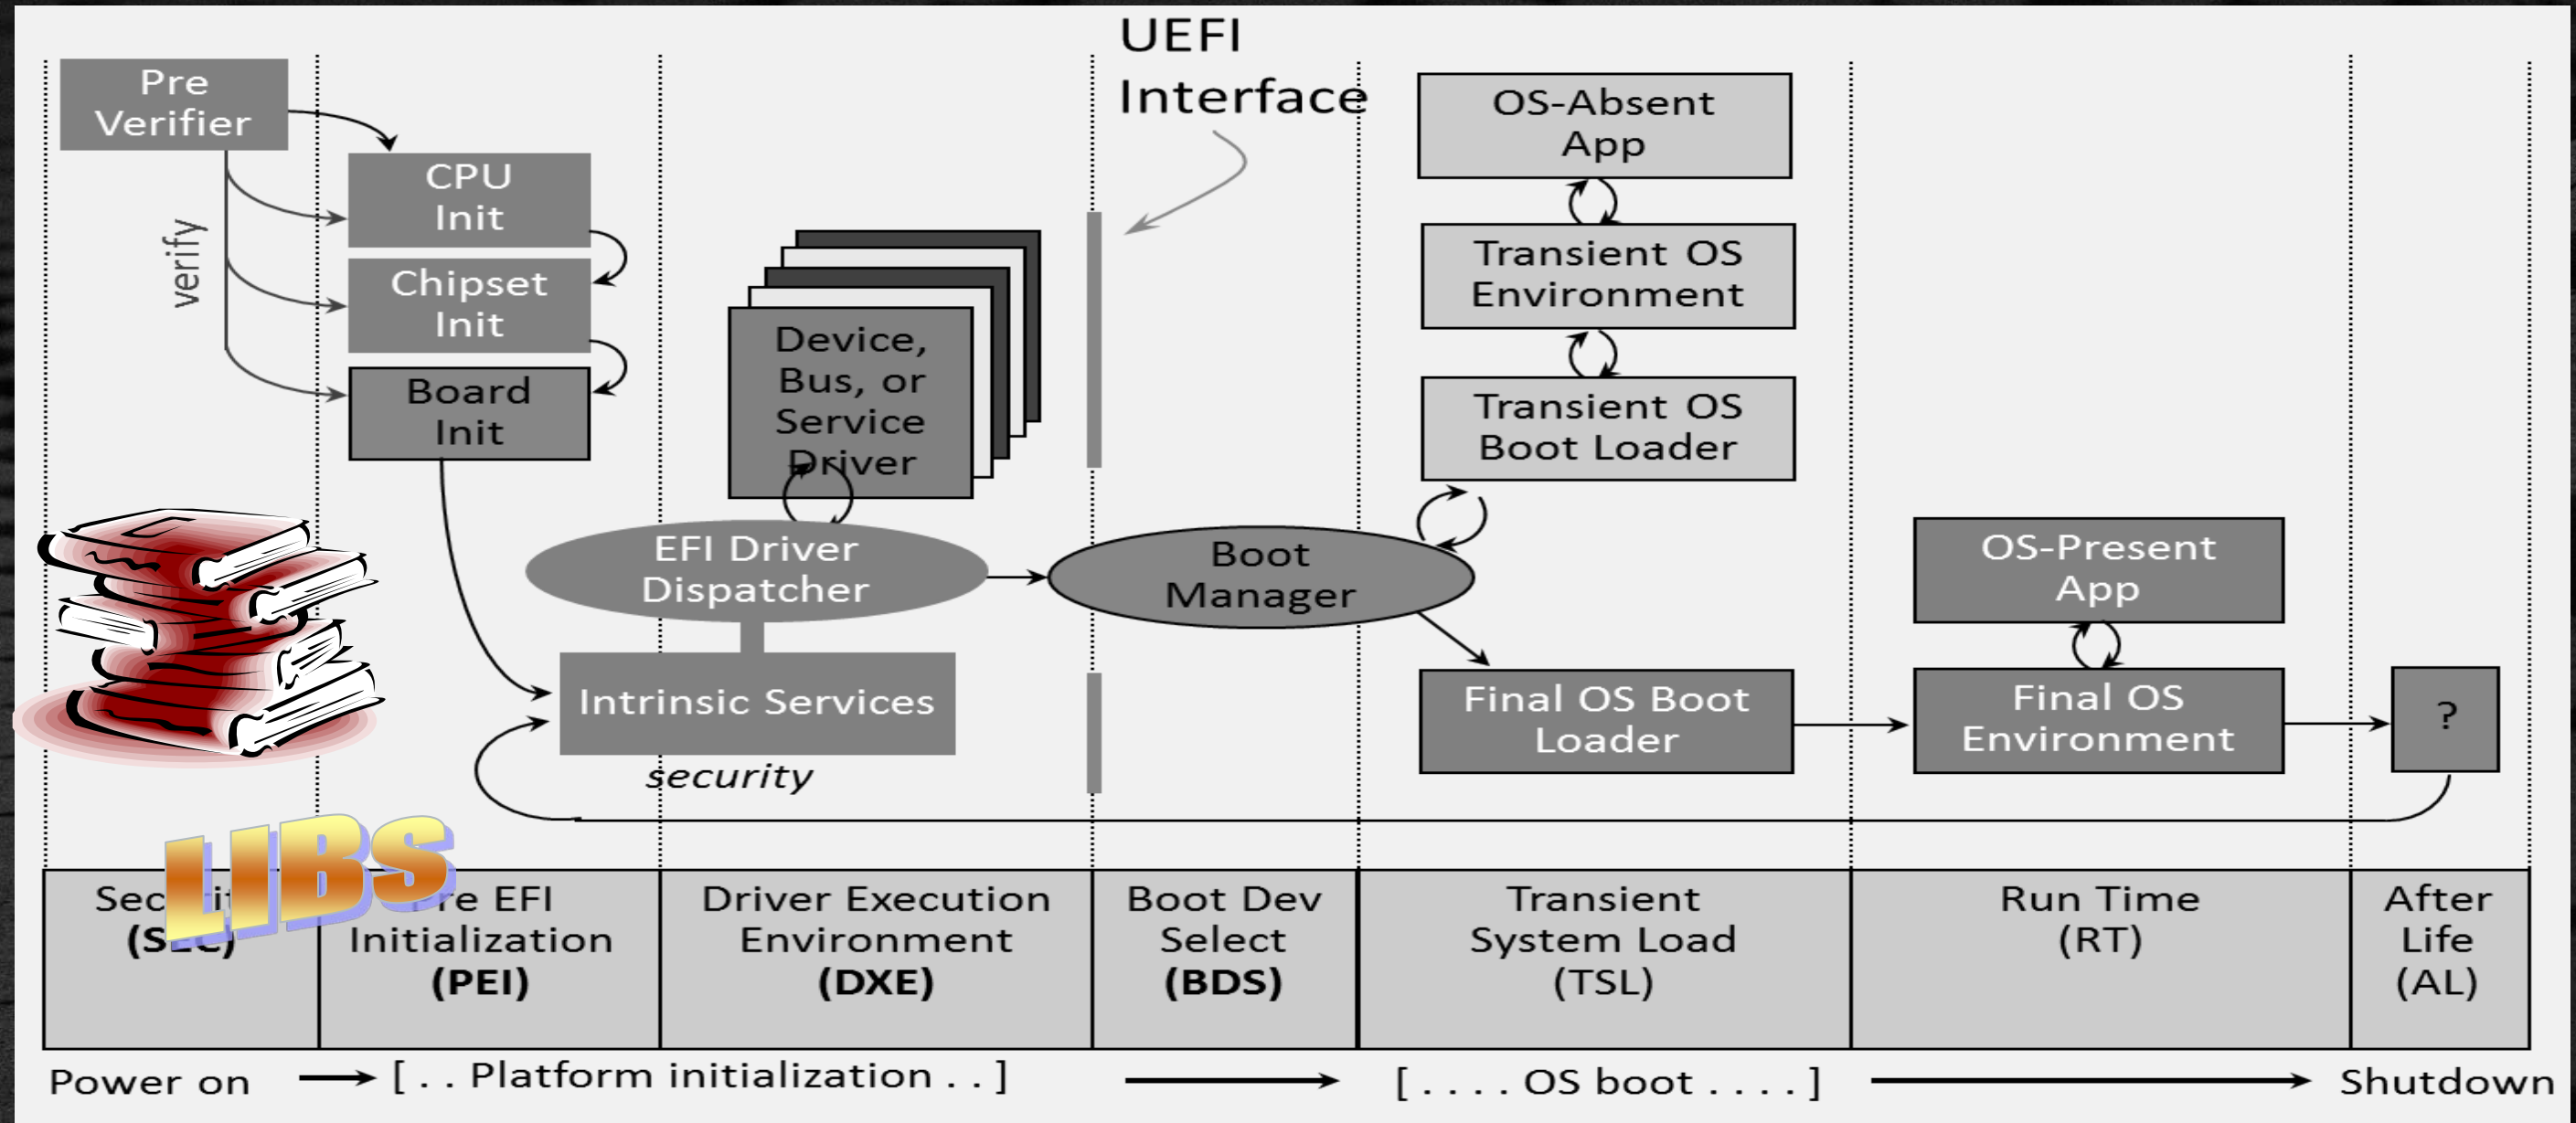 UEFI
Interface
Pre
Verifier
verify
CPU
Init
Chipset
Init
Board
Init
Device,
Bus, or
Service
Driver
EFI Driver
Dispatcher
Intrinsic Services
security
Boot
Manager
OS-Absent
App
Transient OS
Environment
Transient OS
Boot Loader
Final OS Boot
Loader
OS-Present
App
Final OS
Environment
?
LIBS
(SEC)
Pre EFI
Initialization
(PEI)
Driver Execution
Environment
(DXE)
Boot Dev
Select
(BDS)
Transient
System Load
(TSL)
Run Time
(RT)
After
Life
(AL)
Power on
[ . . Platform initialization . . ]
[ . . . . OS boot . . . . ]
Shutdown